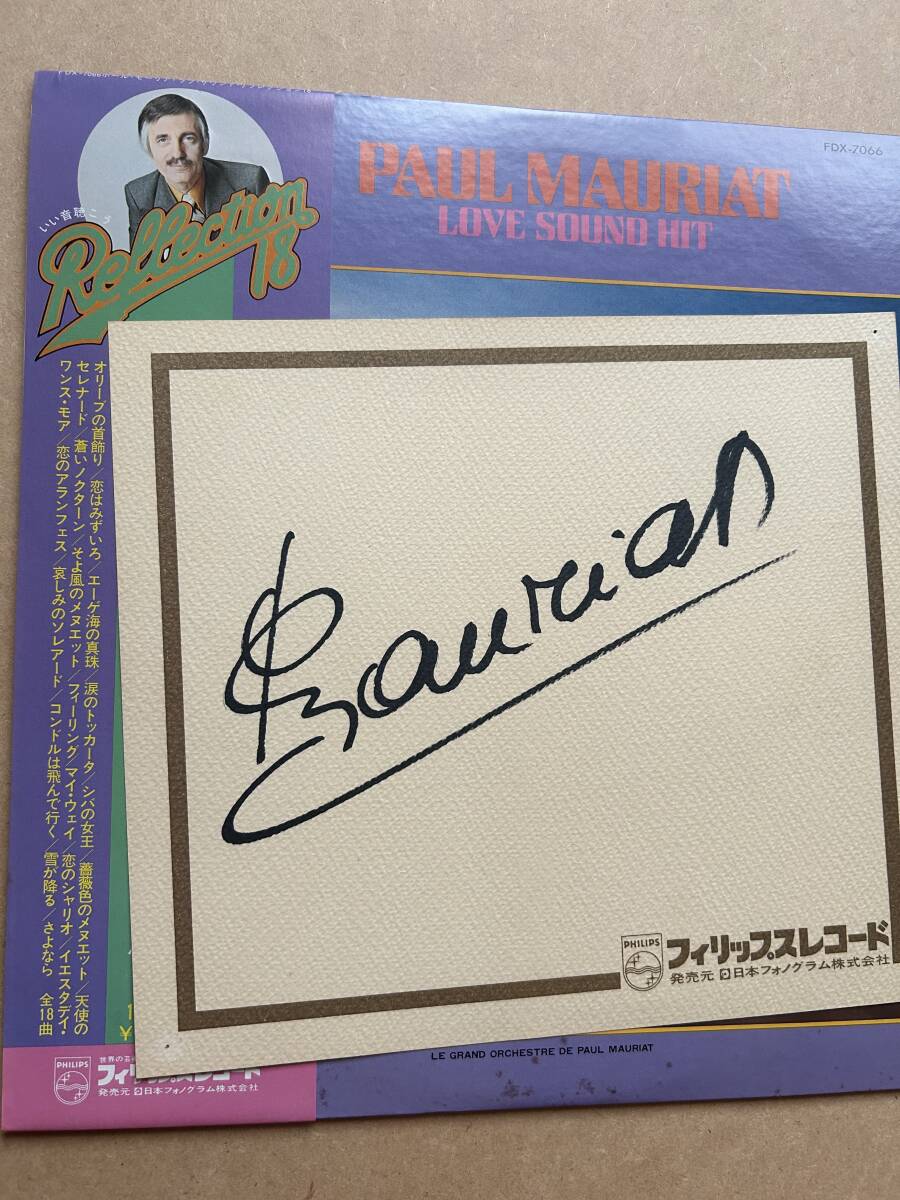 FDX-7066
PAUL MAURIAT
LOVE SOUND HIT
いい音聴こう
Reflection
18
オリーブの首飾り/恋はみずいろ/エーゲ海の真珠/涙のトッカータ/シバの女王/薔薇色のメヌエット/天使の
セレナード/蒼いノクターン/そよ風のメヌエット/フィーリング/マイ・ウェイ/恋のシャリオ/イエスタデイ・
ワンス・モア/恋のアランフェス/哀しみのソレアード/コンドルは飛んで行く/雪が降る/さよなら 全18曲
Mauriat
PHILIPS
フィリップスレコード
発売元 日本フォノグラム株式会社
LE GRAND ORCHESTRE DE PAUL MAURIAT
1
¥
PHILIPS
世界の
フィリップスレコード
発売元 日本フォノグラム株式会社